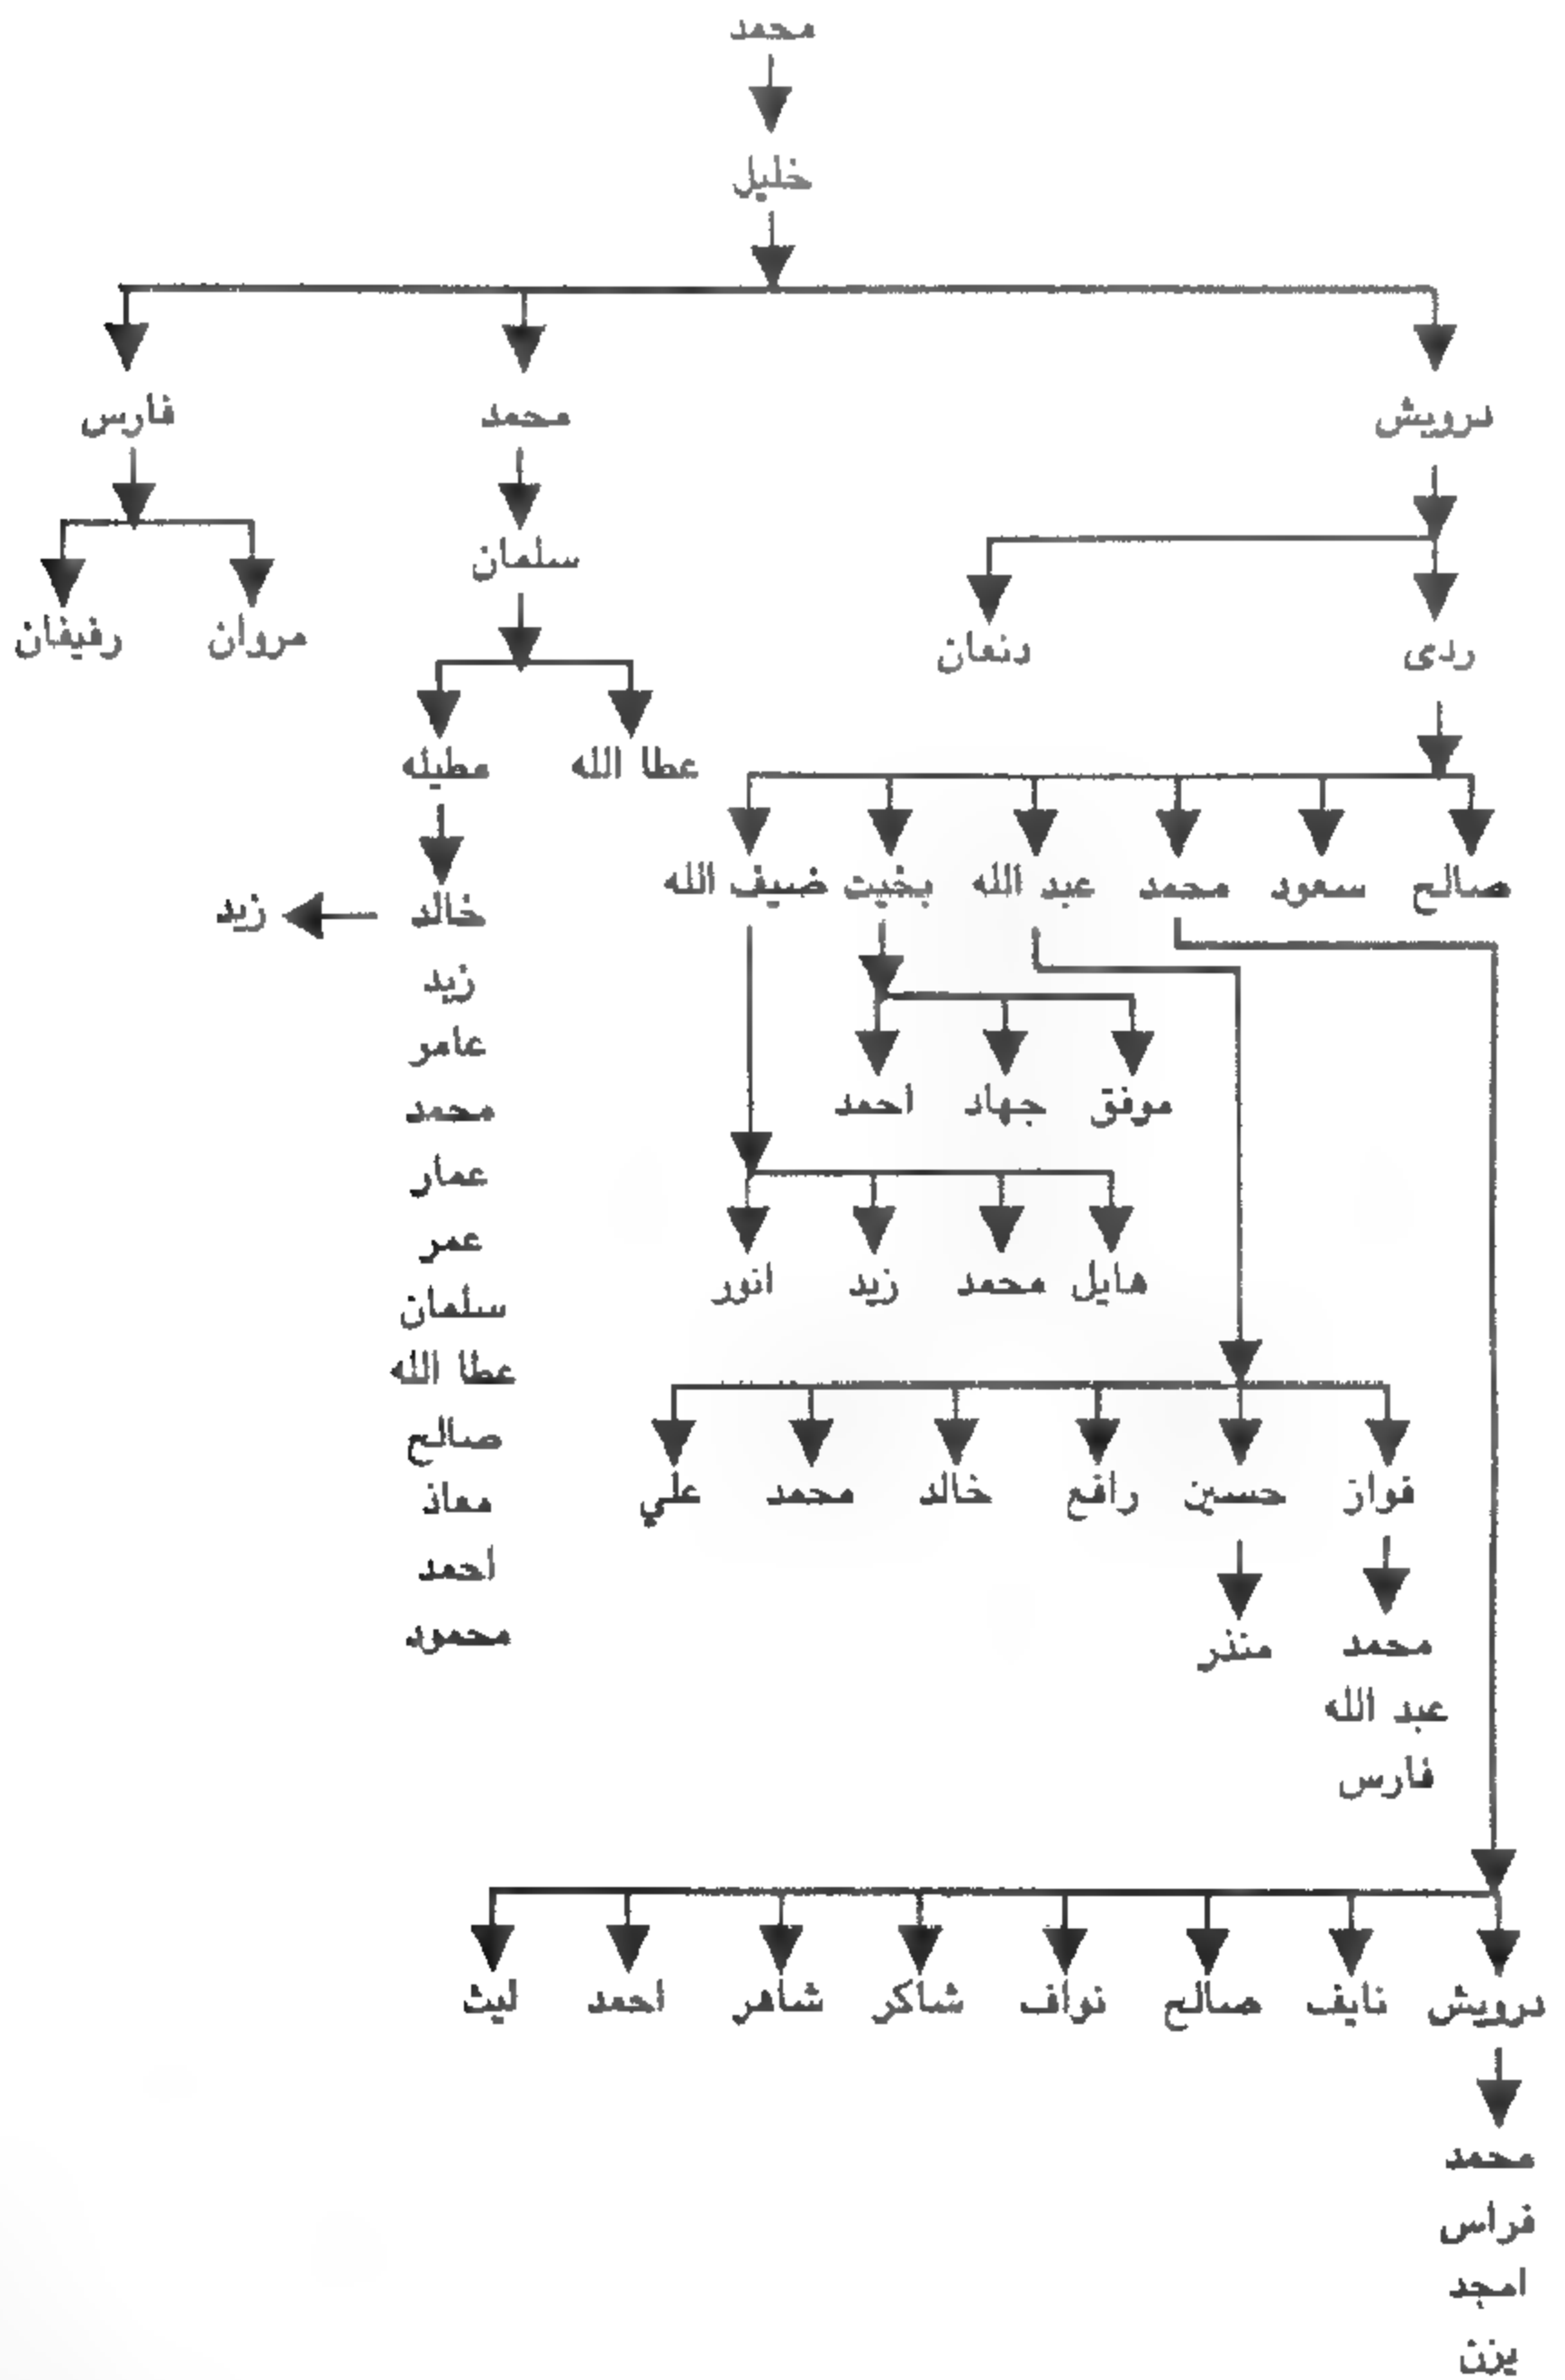 محمد
خليل
درويش محمد فارس
سلمان
ردى دنعان مروان رفيفان
عطا الله مطيله
صالح سعود محمد عبد الله بخيت ضيف الله خالد زيد
زيد
عامر
موفق جهاد احمد محمد
عمار
عمر
هايل محمد زيد انور سلمان
عطا الله
صالح
فواز حسين رافع خالد محمد علي معاذ
احمد
محمد منذر محمود
عبد الله
فارس
درويش نايف صالح نواف شاكر شاهر احمد ليث
محمد
فراس
امجد
يزن